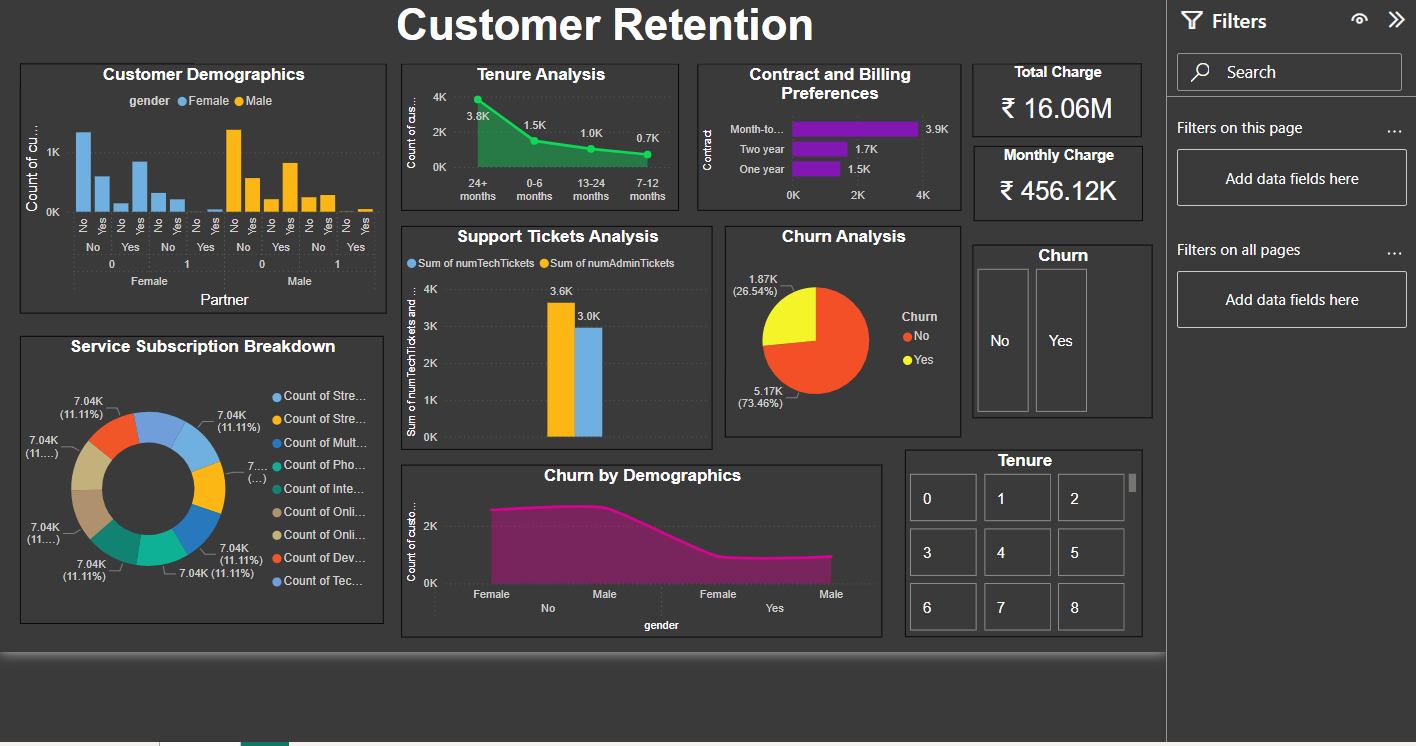 Customer Retention
Customer Demographics
gender Female Male
Count of cu...
1K
0K
No Yes No Yes No Yes No Yes No Yes No Yes No Yes No Yes
No Yes No Yes No Yes No Yes
0 1 0 1
Female Male
Partner
Tenure Analysis
Count of cus...
4K
2K
0K
3.8K
1.5K
1.0K
0.7K
24+ 0-6 13-24 7-12
months months months months
Contract and Billing
Preferences
Contract
Month-to... 3.9K
Two year 1.7K
One year 1.5K
0K 2K 4K
Total Charge
₹ 16.06M
Monthly Charge
₹ 456.12K
Support Tickets Analysis
Sum of numTechTickets Sum of numAdminTickets
Sum of numTechTickets and ...
4K
3K
2K
1K
0K
3.6K
3.0K
Churn Analysis
1.87K
(26.54%)
5.17K
(73.46%)
Churn
No
Yes
Churn
No Yes
Service Subscription Breakdown
7.04K
(11.11%)
7.04K
(11.11%)
7.04K
(11....)
7....
(...)
7.04K
(11....)
7.04K
(11.11%)
7.04K
(11.11%)
7.04K (11.11%)
Count of Stre...
Count of Stre...
Count of Mult...
Count of Pho...
Count of Inte...
Count of Onli...
Count of Onli...
Count of Dev...
Count of Tec...
Churn by Demographics
Count of custo...
2K
0K
Female Male Female Male
No Yes
gender
Tenure
0 1 2
3 4 5
6 7 8
Filters
Search
Filters on this page ...
Add data fields here
Filters on all pages ...
Add data fields here